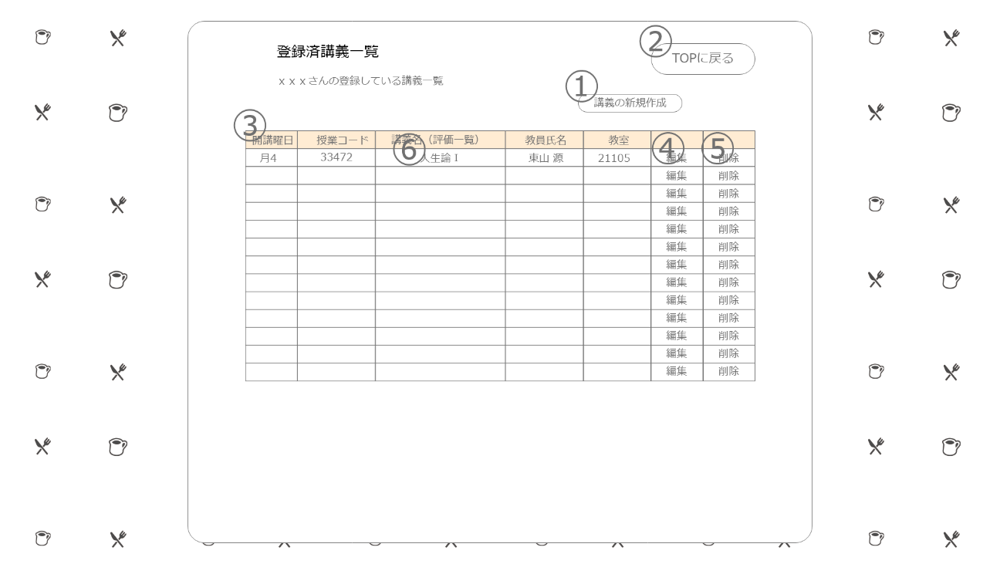 登録済講義一覧
② TOPに戻る
xxxさんの登録している講義一覧
① 講義の新規作成
③ 開講曜日 授業コード 講義名（評価一覧） 教員氏名 教室
月4 33472 ⑥ 人生論Ⅰ 東山 源 21105 ④ 編集 ⑤ 削除
編集 削除
編集 削除
編集 削除
編集 削除
編集 削除
編集 削除
編集 削除
編集 削除
編集 削除
編集 削除
編集 削除
編集 削除